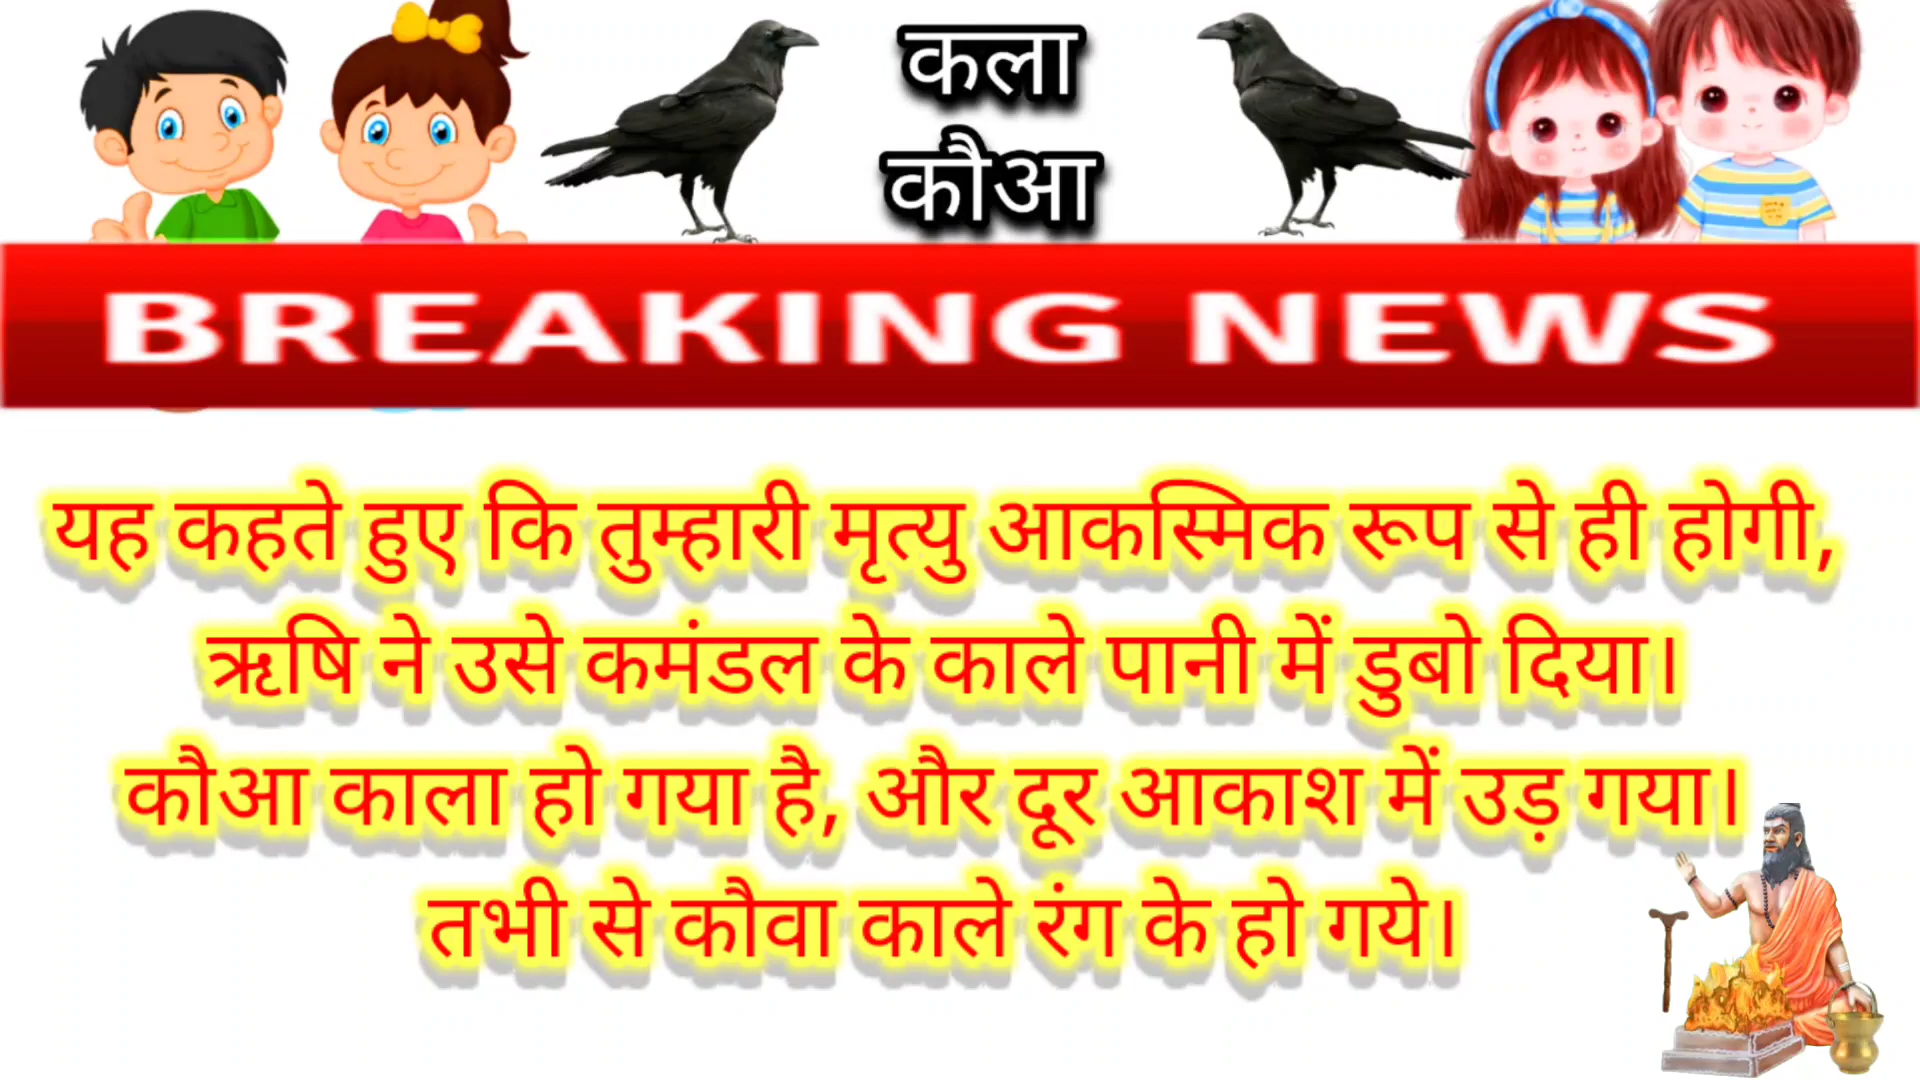 कला
कौआ
BREAKING NEWS
यह कहते हुए कि तुम्हारी मृत्यु आकस्मिक रूप से ही होगी,
ऋषि ने उसे कमंडल के काले पानी में डुबो दिया।
कौआ काला हो गया है, और दूर आकाश में उड़ गया।
तभी से कौवा काले रंग के हो गये।